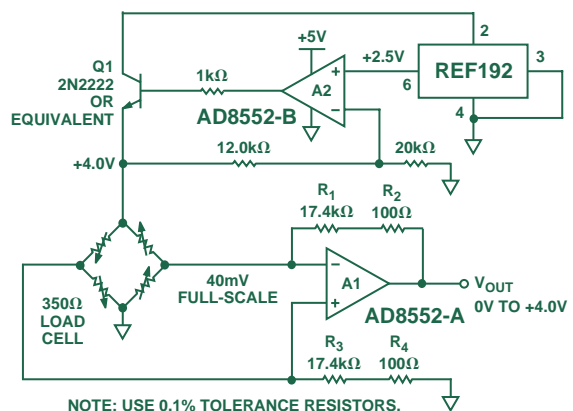 +5V
2
Q1
2N2222
OR
EQUIVALENT
1kΩ
A2
+
−
+2.5V
6
REF192
3
4
AD8552-B
12.0kΩ
20kΩ
+4.0V
R1
17.4kΩ
R2
100Ω
350Ω
LOAD
CELL
40mV
FULL-SCALE
−
+
A1
AD8552-A
VOUT
0V TO +4.0V
R3
17.4kΩ
R4
100Ω
NOTE: USE 0.1% TOLERANCE RESISTORS.